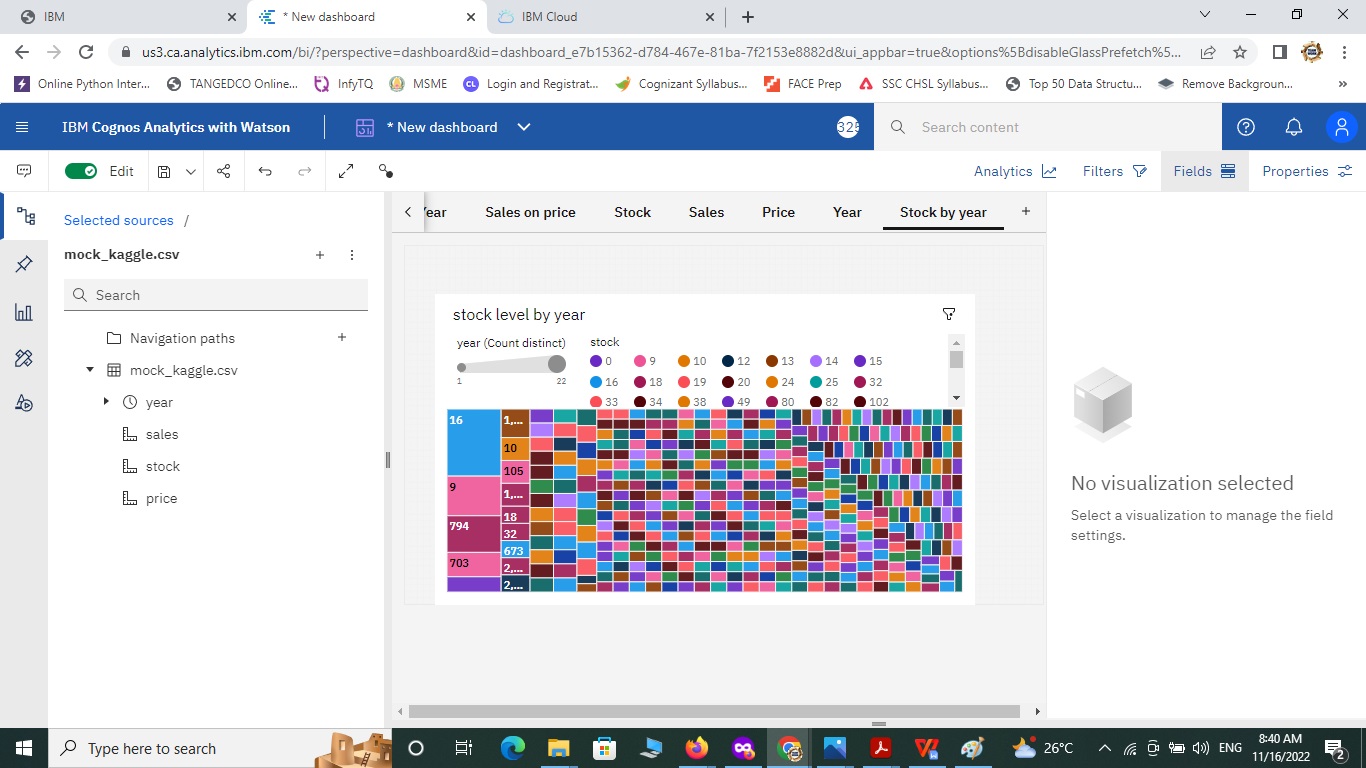 IBM
* New dashboard
IBM Cloud
us3.ca.analytics.ibm.com/bi/?perspective=dashboard&id=dashboard_e7b15362-d784-467e-81ba-7f2153e8882d&ui_appbar=true&options%5BdisableGlassPrefetch%5...
Online Python Inter...
TANGEDCO Online...
InfyTQ
MSME
CL Login and Registrat...
Cognizant Syllabus...
FACE Prep
SSC CHSL Syllabus...
Top 50 Data Structu...
Remove Backgroun...
»
IBM Cognos Analytics with Watson
* New dashboard
325
Search content
Edit
Analytics
Filters
Fields
Properties
Selected sources /
mock_kaggle.csv
Search
Navigation paths
mock_kaggle.csv
year
sales
stock
price
Year
Sales on price
Stock
Sales
Price
Year
Stock by year
stock level by year
year (Count distinct)
1 22
stock
0 9 10 12 13 14 15
16 18 19 20 24 25 32
33 34 38 49 80 82 102
16
9
794
703
1,...
10
105
1,...
18
32
673
2,...
2,...
No visualization selected
Select a visualization to manage the field
settings.
Type here to search
26°C
ENG
8:40 AM
11/16/2022
2